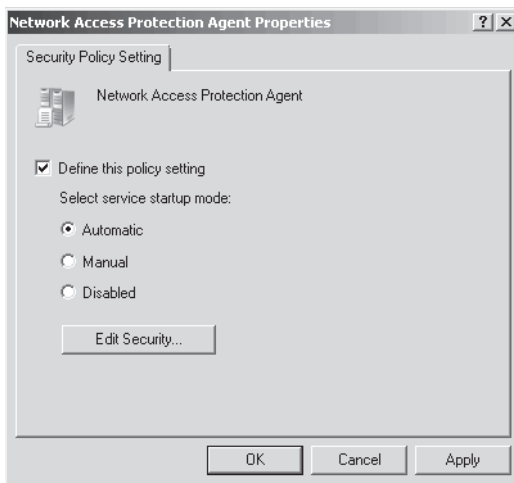 Network Access Protection Agent Properties
Security Policy Setting
Network Access Protection Agent
Define this policy setting
Select service startup mode:
Automatic
Manual
Disabled
Edit Security...
OK Cancel Apply